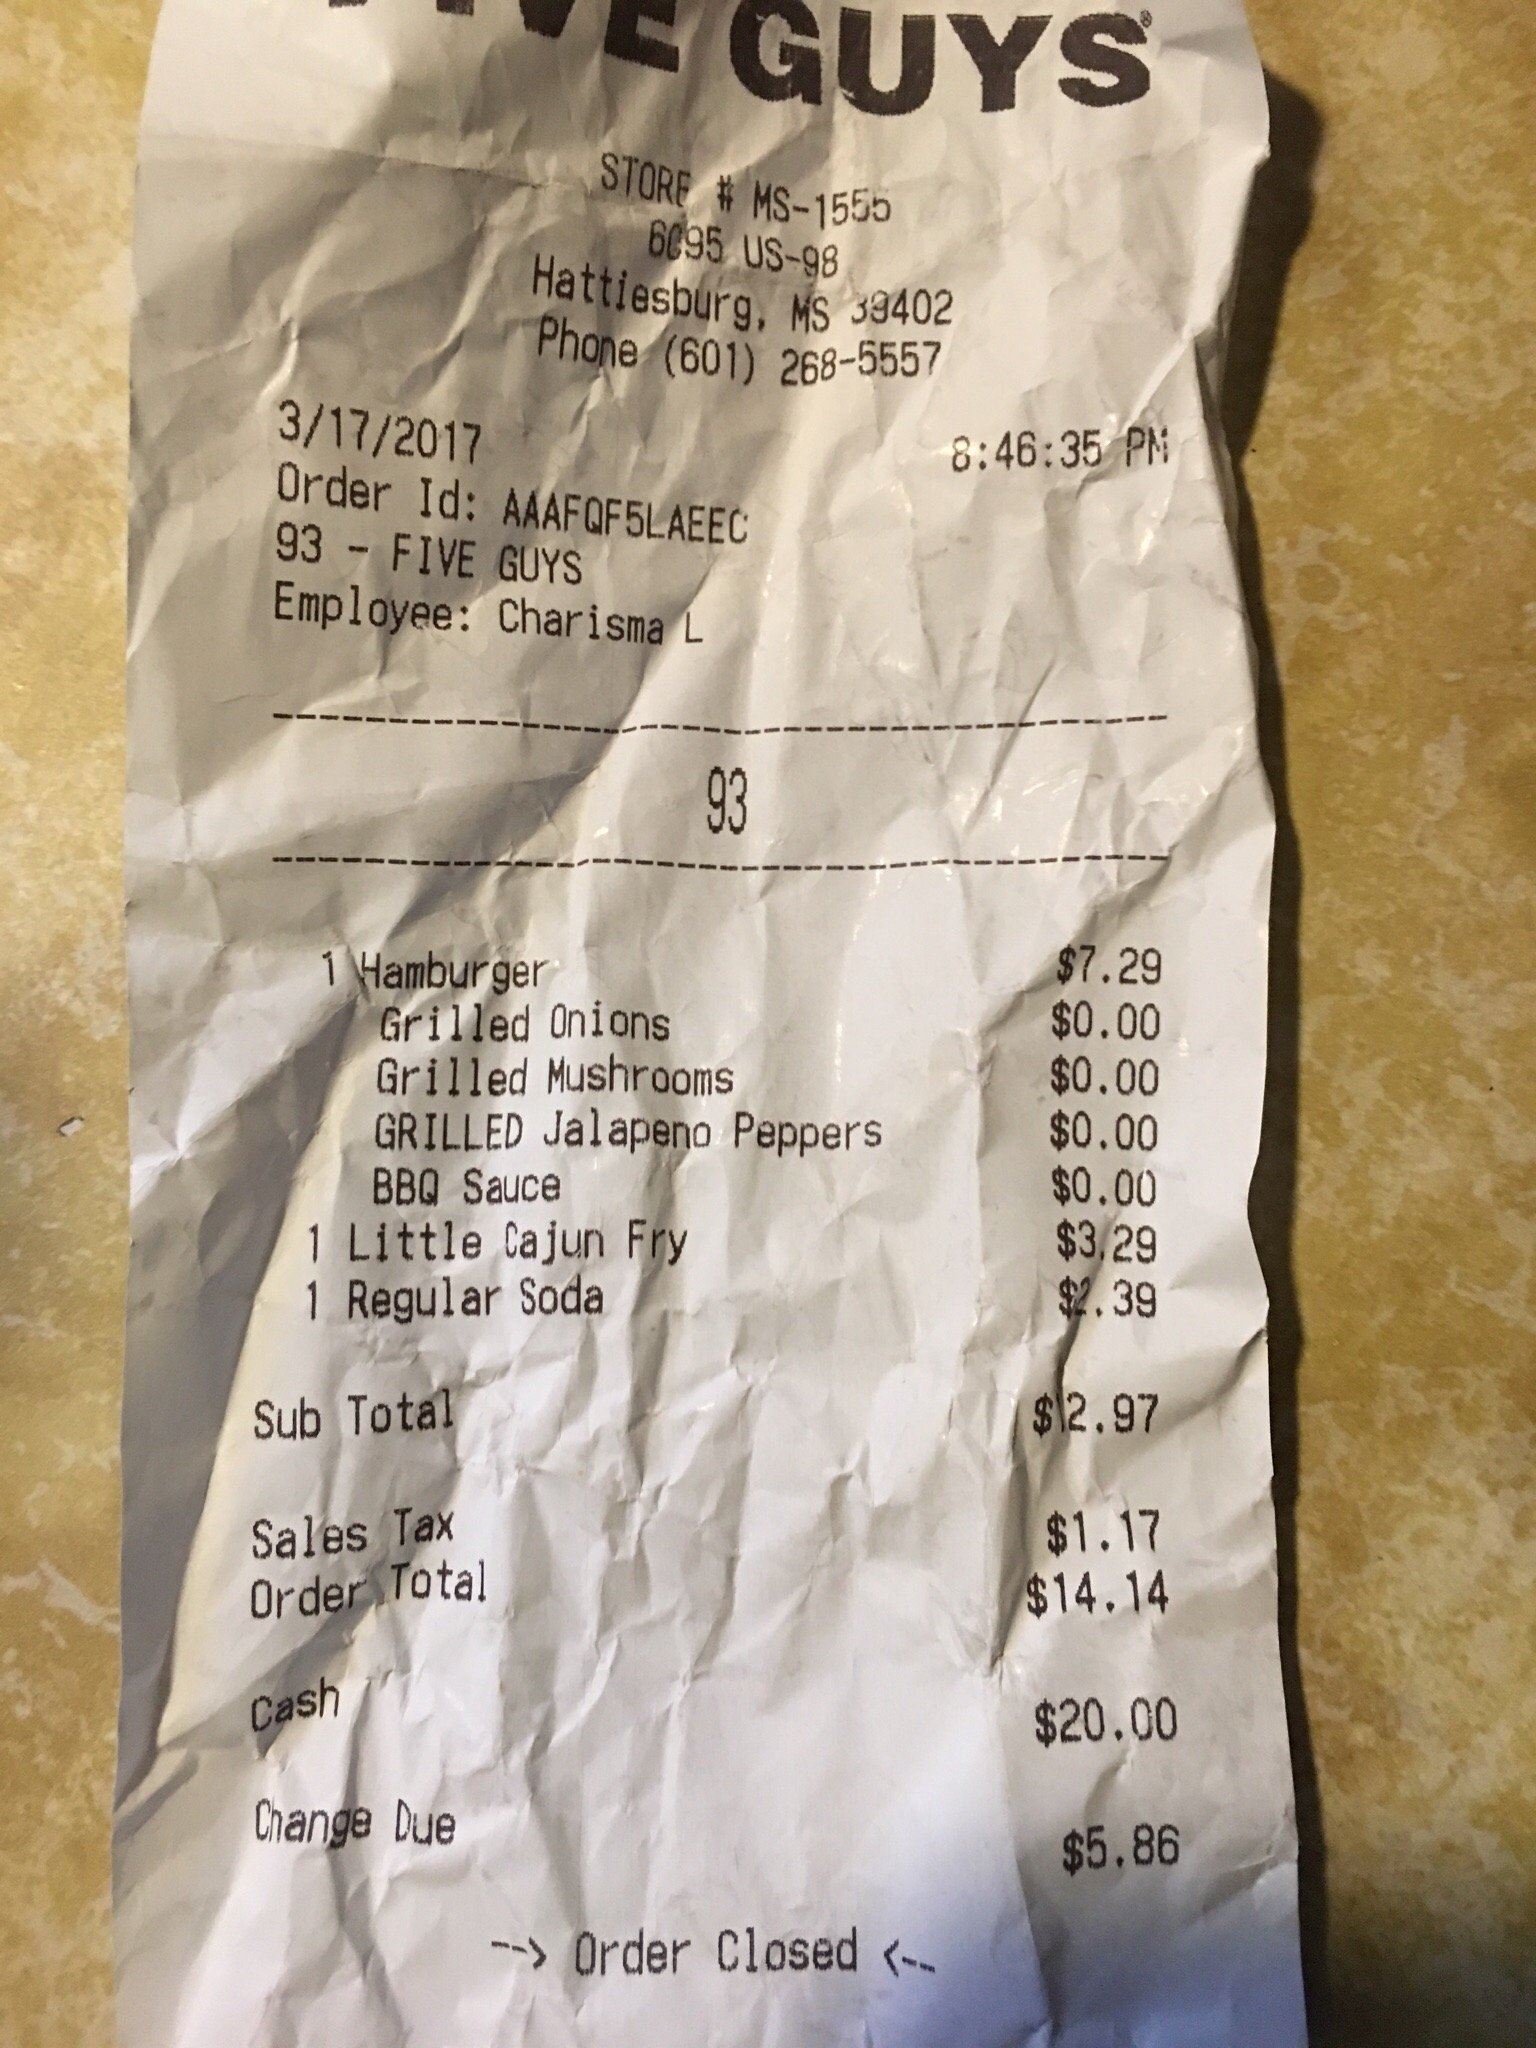 FIVE GUYS®
STORE # MS-1555
6095 US-98
Hattiesburg, MS 39402
Phone (601) 268-5557
3/17/2017 8:46:35 PM
Order Id: AAAFQF5LAEEC
93 - FIVE GUYS
Employee: Charisma L
93
1 Hamburger $7.29
Grilled Onions $0.00
Grilled Mushrooms $0.00
GRILLED Jalapeno Peppers $0.00
BBQ Sauce $0.00
1 Little Cajun Fry $3.29
1 Regular Soda $2.39
Sub Total $12.97
Sales Tax $1.17
Order Total $14.14
Cash $20.00
Change Due $5.86
--> Order Closed <--